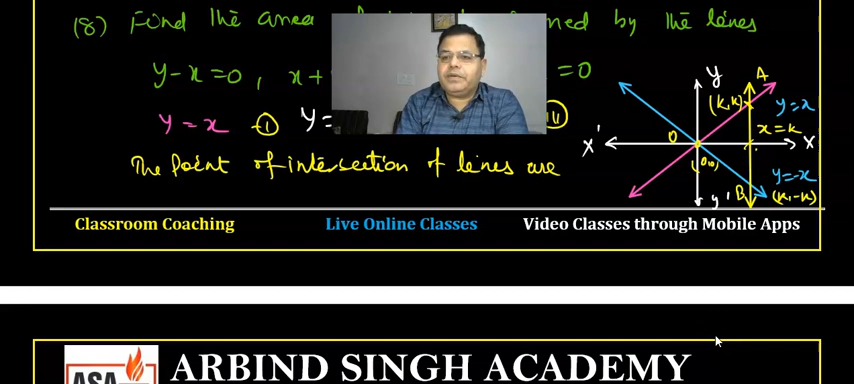 (8) Find the area formed by the lines
y-x=0, x+ =0
y=x -① y=
The point of intersection of lines are
y A
(k,k) y=x
x=k
X' O X
(0,0)
y=-x
y' B (k,-k)
Classroom Coaching Live Online Classes Video Classes through Mobile Apps
ARBIND SINGH ACADEMY
ASA